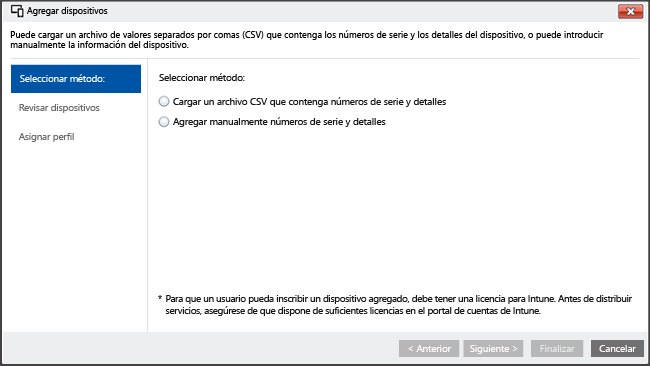 Agregar dispositivos
Puede cargar un archivo de valores separados por comas (CSV) que contenga los números de serie y los detalles del dispositivo, o puede introducir
manualmente la información del dispositivo.
Seleccionar método:
Revisar dispositivos
Asignar perfil
Seleccionar método:
Cargar un archivo CSV que contenga números de serie y detalles
Agregar manualmente números de serie y detalles
* Para que un usuario pueda inscribir un dispositivo agregado, debe tener una licencia para Intune. Antes de distribuir
servicios, asegúrese de que dispone de suficientes licencias en el portal de cuentas de Intune.
< Anterior
Siguiente >
Finalizar
Cancelar